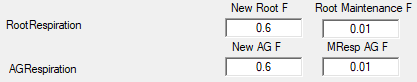 New Root F Root Maintenance F
RootRespiration 0.6 0.01
New AG F MResp AG F
AGRespiration 0.6 0.01